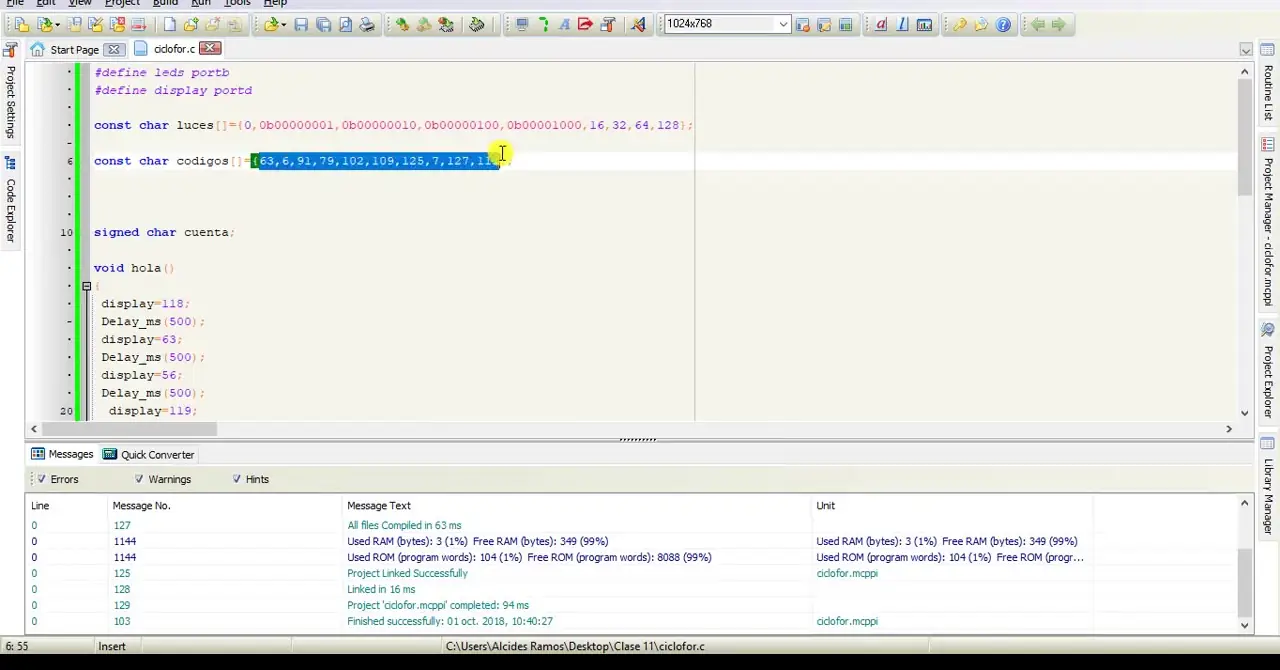 File Edit View Project Build Run Tools Help
1024x768
Start Page ciclofor.c
#define leds portb
#define display portd
const char luces[]={0,0b00000001,0b00000010,0b00000100,0b00001000,16,32,64,128};
6 const char codigos[]={63,6,91,79,102,109,125,7,127,
10 signed char cuenta;
void hola()
{
display=118;
Delay_ms(500);
display=63;
Delay_ms(500);
display=56;
Delay_ms(500);
20 display=119;
Project Settings
Code Explorer
Routine List
Project Manager - ciclofor.mcppi
Project Explorer
Library Manager
Messages Quick Converter
Errors Warnings Hints
Line Message No. Message Text Unit
0 127 All files Compiled in 63 ms
0 1144 Used RAM (bytes): 3 (1%) Free RAM (bytes): 349 (99%) Used RAM (bytes): 3 (1%) Free RAM (bytes): 349 (99%)
0 1144 Used ROM (program words): 104 (1%) Free ROM (program words): 8088 (99%) Used ROM (program words): 104 (1%) Free ROM (progr...
0 125 Project Linked Successfully ciclofor.mcppi
0 128 Linked in 16 ms
0 129 Project 'ciclofor.mcppi' completed: 94 ms
0 103 Finished successfully: 01 oct. 2018, 10:40:27 ciclofor.mcppi
6: 55 Insert C:\Users\Alcides Ramos\Desktop\Clase 11\ciclofor.c